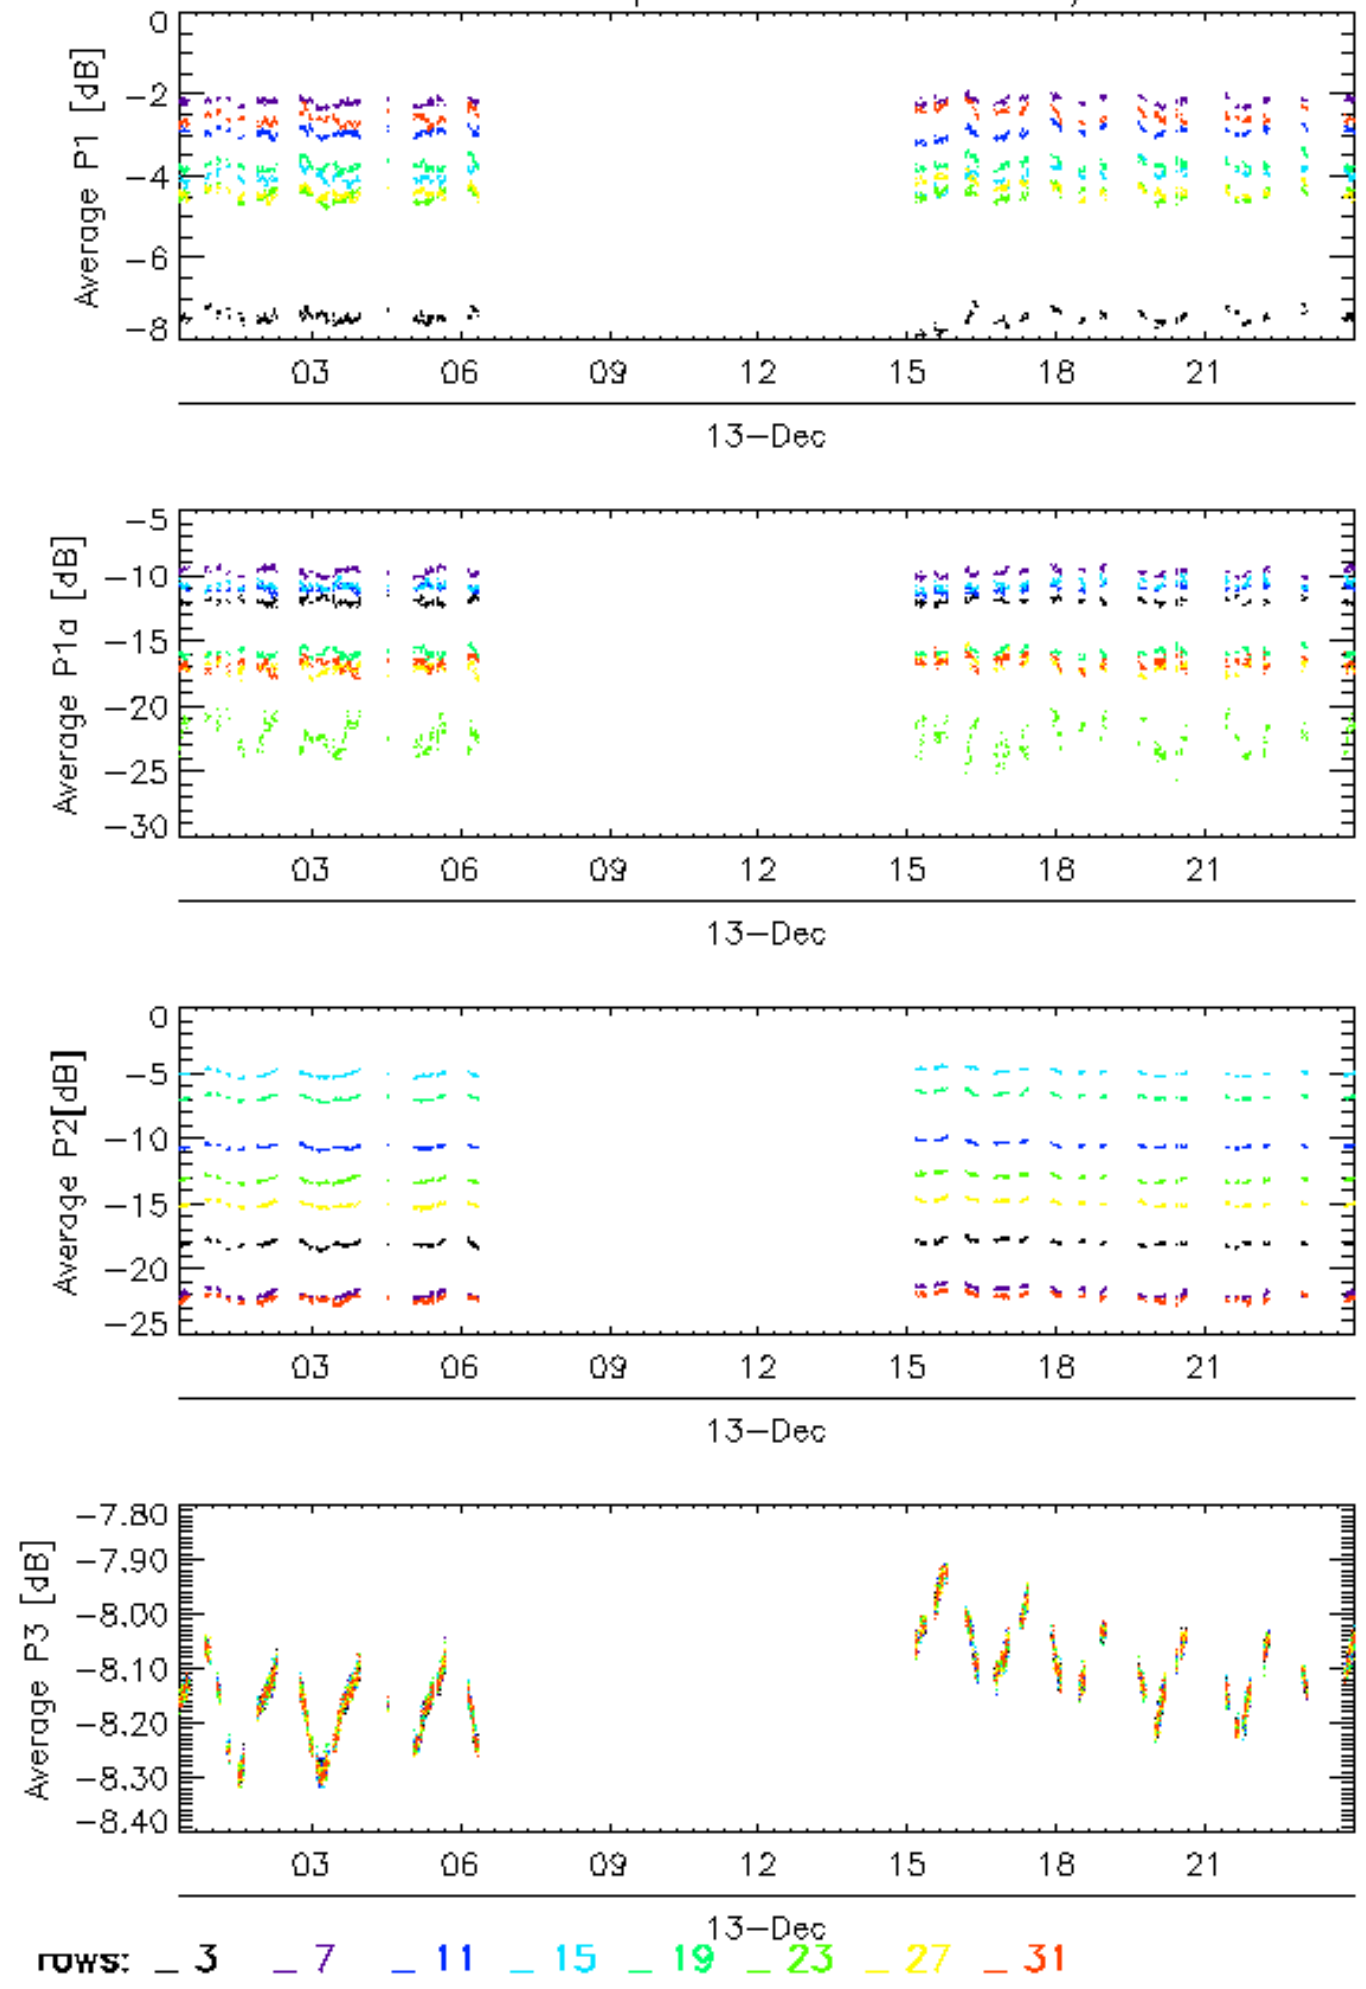 0
−2
−4
−6
−8
Average P1 [dB]
03 06 09 12 15 18 21
13−Dec
−5
−10
−15
−20
−25
−30
Average P1a [dB]
03 06 09 12 15 18 21
13−Dec
0
−5
−10
−15
−20
−25
Average P2[dB]
03 06 09 12 15 18 21
13−Dec
−7.80
−7.90
−8.00
−8.10
−8.20
−8.30
−8.40
Average P3 [dB]
03 06 09 12 15 18 21
13−Dec
rows: _ 3 _ 7 _ 11 _ 15 _ 19 _ 23 _ 27 _ 31